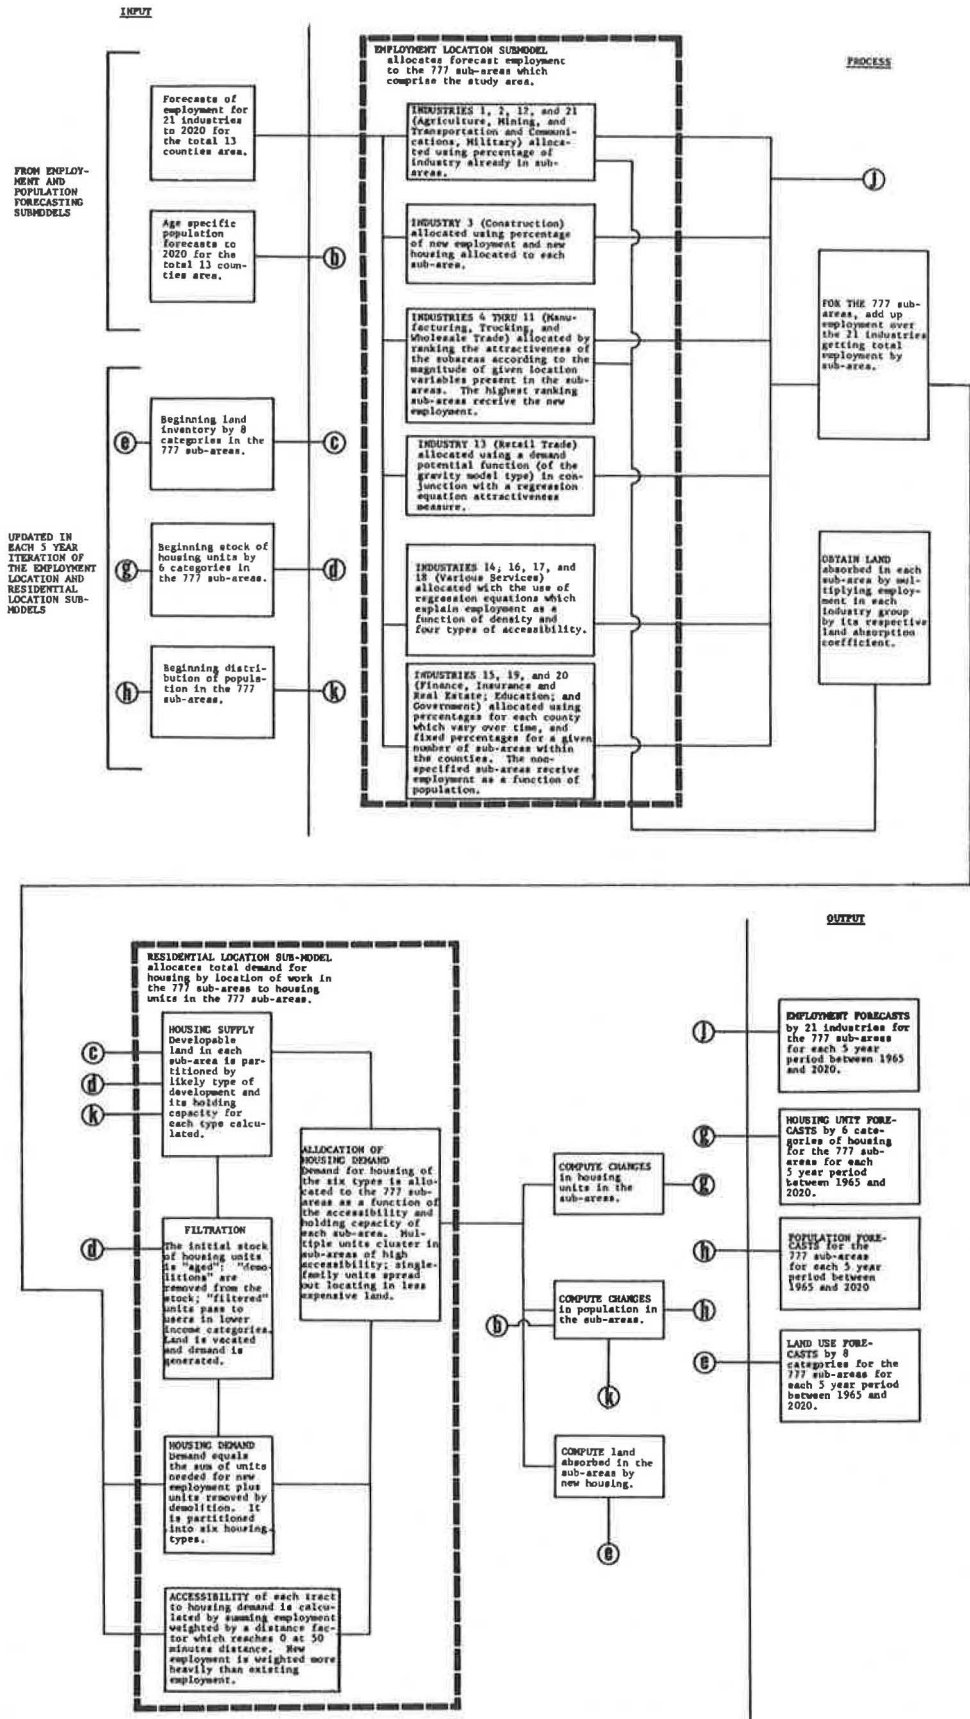 INPUT
FROM EMPLOY-
MENT AND
POPULATION
FORECASTING
SUBMODELS
Forecasts of
employment for
21 industries
to 2020 for
the total 13
counties area.
Age specific
population
forecasts to
2020 for the
total 13 coun-
ties area.
b
UPDATED IN
EACH 5 YEAR
ITERATION OF
THE EMPLOYMENT
LOCATION AND
RESIDENTIAL
LOCATION SUB-
MODELS
e
Beginning land
inventory by 8
categories in the
777 sub-areas.
c
g
Beginning stock of
housing units by
6 categories in
the 777 sub-areas.
d
h
Beginning distri-
bution of popula-
tion in the 777
sub-areas.
k
EMPLOYMENT LOCATION SUBMODEL
allocates forecast employment
to the 777 sub-areas which
comprise the study area.
INDUSTRIES 1, 2, 12, and 21
(Agriculture, Mining, and
Transportation and Communi-
cations, Military) alloca-
ted using percentage of
industry already in sub-
areas.
INDUSTRY 3 (Construction)
allocated using percentage
of new employment and new
housing allocated to each
sub-area.
INDUSTRIES 4 THRU 11 (Manu-
facturing, Trucking, and
Wholesale Trade) allocated by
ranking the attractiveness of
the subareas according to the
magnitude of given location
variables present in the sub-
areas. The highest ranking
sub-areas receive the new
employment.
INDUSTRY 13 (Retail Trade)
allocated using a demand
potential function (of the
gravity model type) in con-
junction with a regression
equation attractiveness
measure.
INDUSTRIES 14, 16, 17, and
18 (Various Services)
allocated with the use of
regression equations which
explain employment as a
function of density and
four types of accessibility.
INDUSTRIES 15, 19, and 20
(Finance, Insurance and
Real Estate; Education; and
Government) allocated using
percentages for each county
which vary over time, and
fixed percentages for a given
number of sub-areas within
the counties. The non-
specified sub-areas receive
employment as a function of
population.
PROCESS
j
FOR THE 777 sub-
areas, add up
employment over
the 21 industries
getting total
employment by
sub-area.
OBTAIN LAND
absorbed in each
sub-area by mul-
tiplying employ-
ment in each
industry group
by its respective
land absorption
coefficient.
RESIDENTIAL LOCATION SUB-MODEL
allocates total demand for
housing by location of work in
the 777 sub-areas to housing
units in the 777 sub-areas.
c
d
k
HOUSING SUPPLY
Developable
land in each
sub-area is par-
titioned by
likely type of
development and
its holding
capacity for
each type calcu-
lated.
d
FILTRATION
The initial stock
of housing units
is "aged": "demo-
litions" are
removed from the
stock; "filtered"
units pass to
users in lower
income categories.
Land is vacated
and demand is
generated.
HOUSING DEMAND
Demand equals
the sum of units
needed for new
employment plus
units removed by
demolition. It
is partitioned
into six housing
types.
ACCESSIBILITY of each tract
to housing demand is calcu-
lated by summing employment
weighted by a distance fac-
tor which reaches 0 at 50
minutes distance. New
employment is weighted more
heavily than existing
employment.
ALLOCATION OF
HOUSING DEMAND
Demand for housing of
the six types is allo-
cated to the 777 sub-
areas as a function of
the accessibility and
holding capacity of
each sub-area. Mul-
tiple units cluster in
sub-areas of high
accessibility; single-
family units spread
out locating in less
expensive land.
COMPUTE CHANGES
in housing
units in the
sub-areas.
g
b
COMPUTE CHANGES
in population in
the sub-areas.
h
k
COMPUTE land
absorbed in the
sub-areas by
new housing.
e
OUTPUT
j
EMPLOYMENT FORECASTS
by 21 industries for
the 777 sub-areas
for each 5 year
period between 1965
and 2020.
g
HOUSING UNIT FORE-
CASTS by 6 cate-
gories of housing
for the 777 sub-
areas for each
5 year period
between 1965 and
2020.
h
POPULATION FORE-
CASTS for the
777 sub-areas
for each 5 year
period between
1965 and 2020
e
LAND USE FORE-
CASTS by 8
categories for the
777 sub-areas for
each 5 year period
between 1965 and
2020.